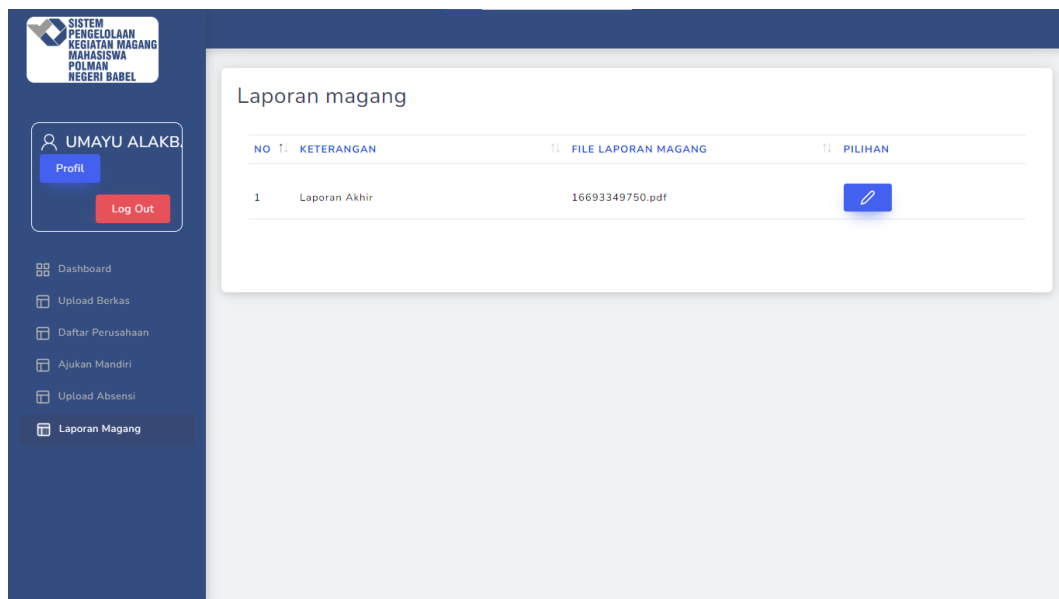 SISTEM
PENGELOLAAN
KEGIATAN MAGANG
MAHASISWA
POLMAN
NEGERI BABEL
UMAYU ALAKB
Profil
Log Out
Dashboard
Upload Berkas
Daftar Perusahaan
Ajukan Mandiri
Upload Absensi
Laporan Magang
Laporan magang
NO KETERANGAN FILE LAPORAN MAGANG PILIHAN
1 Laporan Akhir 16693349750.pdf